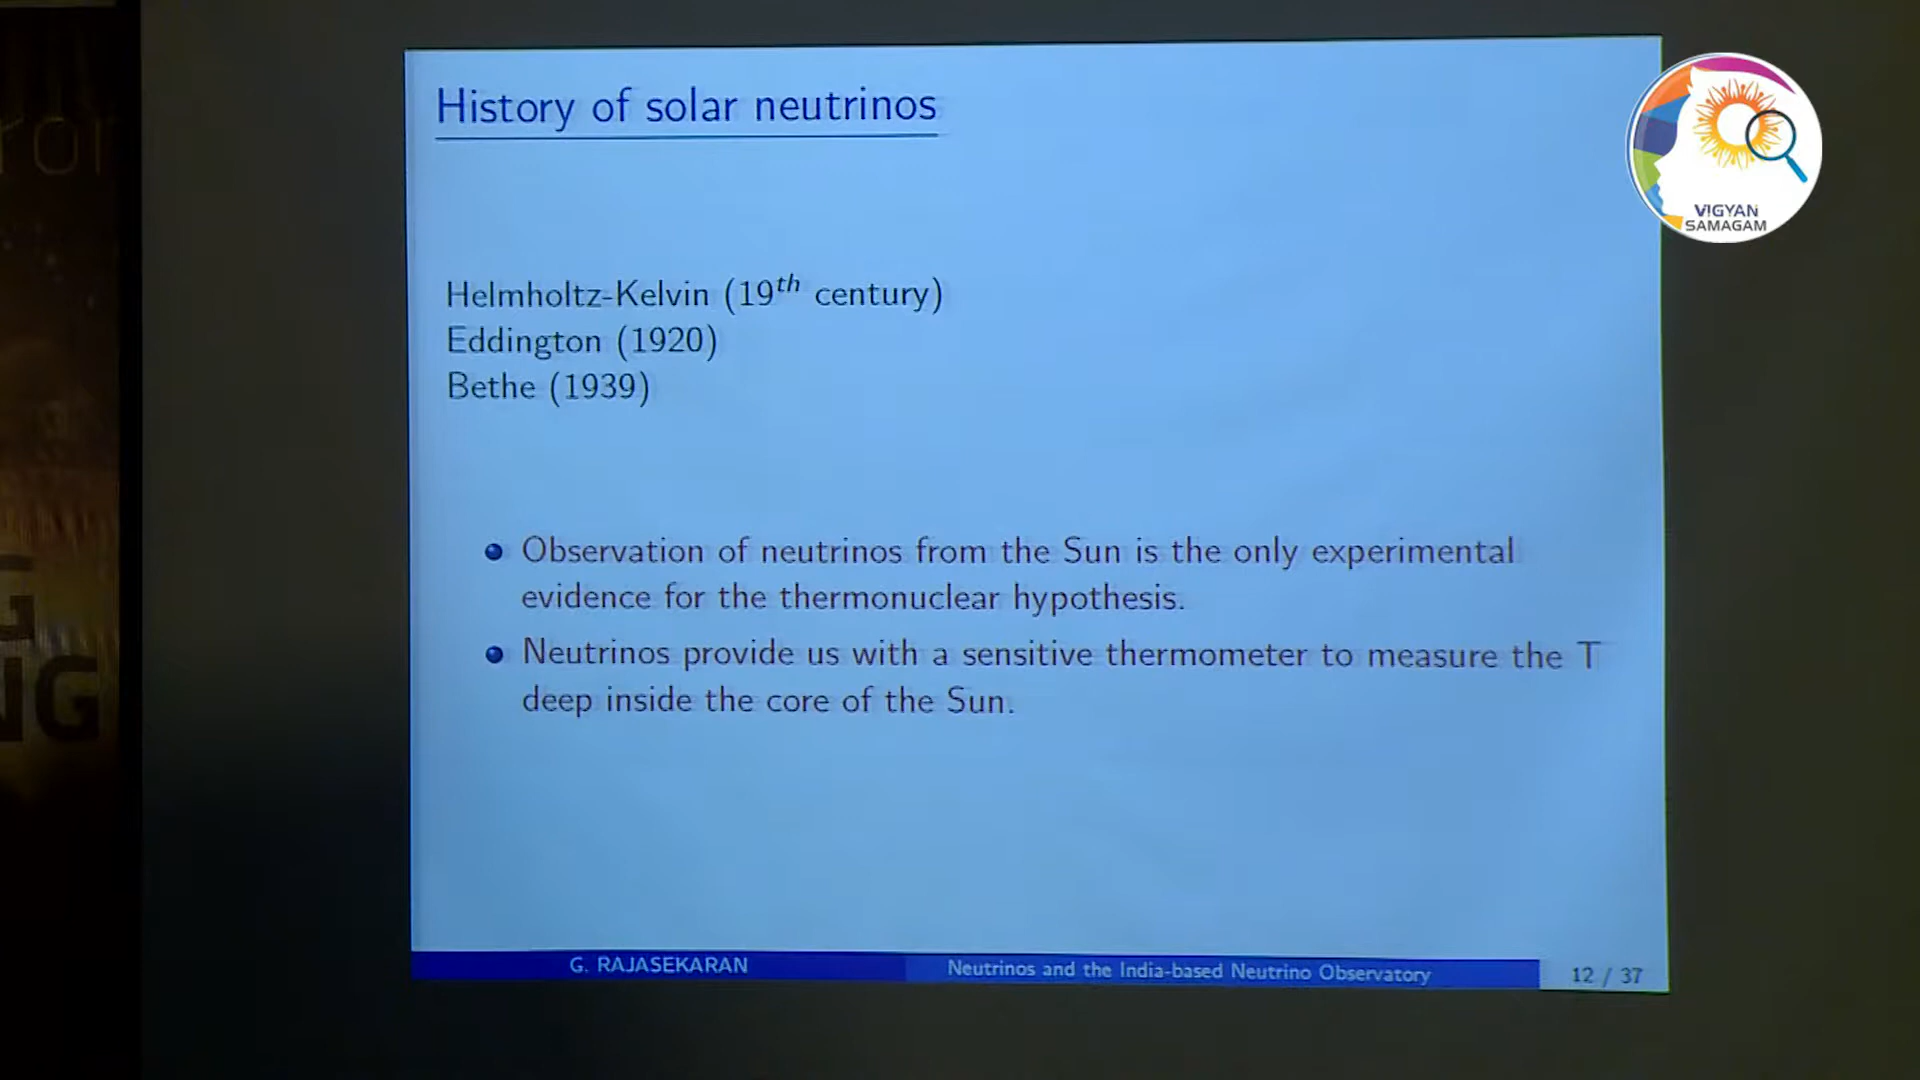 History of solar neutrinos
VIGYAN
SAMAGAM
Helmholtz-Kelvin (19th century)
Eddington (1920)
Bethe (1939)
Observation of neutrinos from the Sun is the only experimental
evidence for the thermonuclear hypothesis.
Neutrinos provide us with a sensitive thermometer to measure the T
deep inside the core of the Sun.
G. RAJASEKARAN
Neutrinos and the India-based Neutrino Observatory
12 / 37